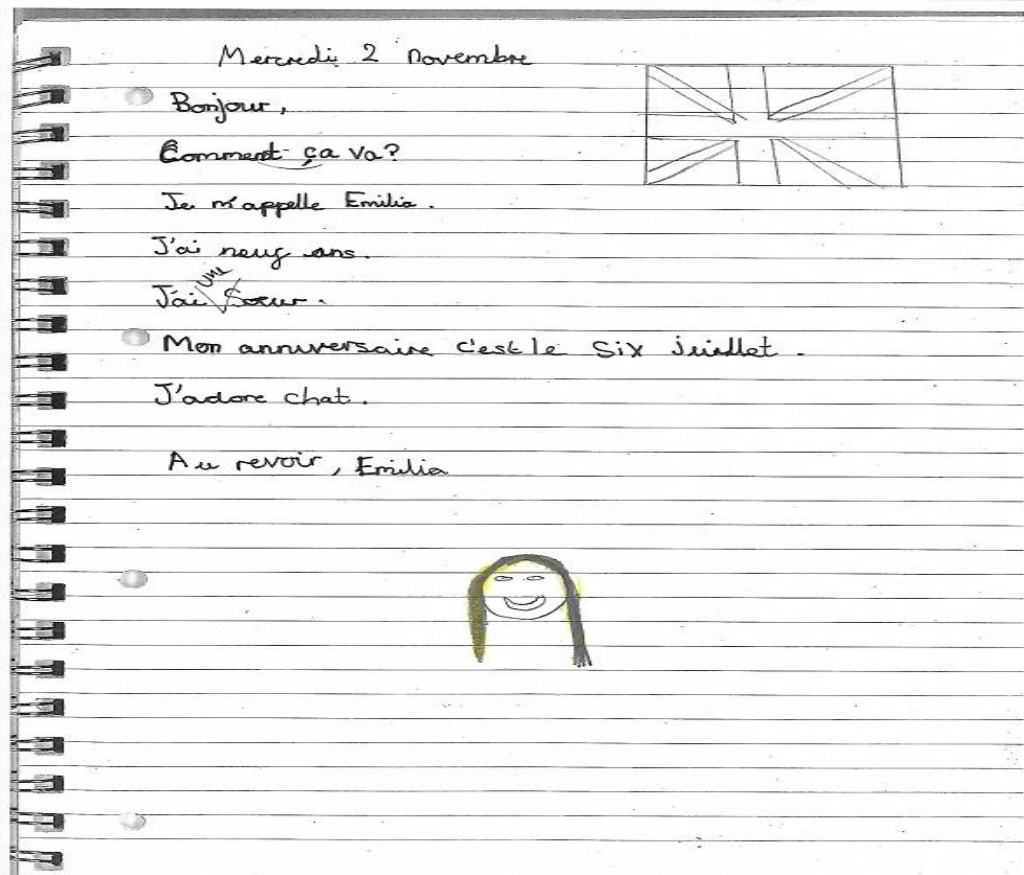 Mercredi 2 novembre
Bonjour,
Comment ça va?
Je m'appelle Emilia.
J'ai neuf ans.
J'ai une soeur.
Mon anniversaire c'est le six juillet.
J'adore chat.
Au revoir, Emilia